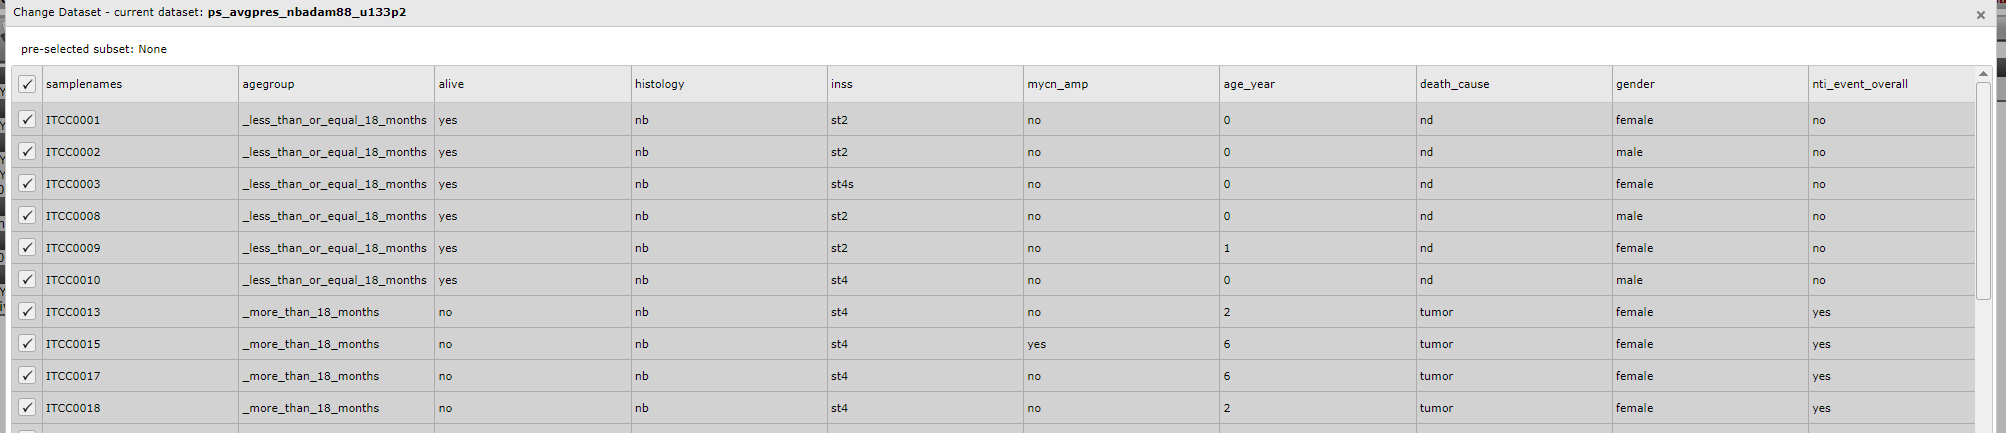 Change Dataset - current dataset: ps_avgpres_nbadam88_u133p2
pre-selected subset: None
samplenames agegroup alive histology inss mycn_amp age_year death_cause gender nti_event_overall
ITCC0001 _less_than_or_equal_18_months yes nb st2 no 0 nd female no
ITCC0002 _less_than_or_equal_18_months yes nb st2 no 0 nd male no
ITCC0003 _less_than_or_equal_18_months yes nb st4s no 0 nd female no
ITCC0008 _less_than_or_equal_18_months yes nb st2 no 0 nd male no
ITCC0009 _less_than_or_equal_18_months yes nb st2 no 1 nd female no
ITCC0010 _less_than_or_equal_18_months yes nb st4 no 0 nd male no
ITCC0013 _more_than_18_months no nb st4 no 2 tumor female yes
ITCC0015 _more_than_18_months no nb st4 yes 6 tumor female yes
ITCC0017 _more_than_18_months no nb st4 no 6 tumor female yes
ITCC0018 _more_than_18_months no nb st4 no 2 tumor female yes